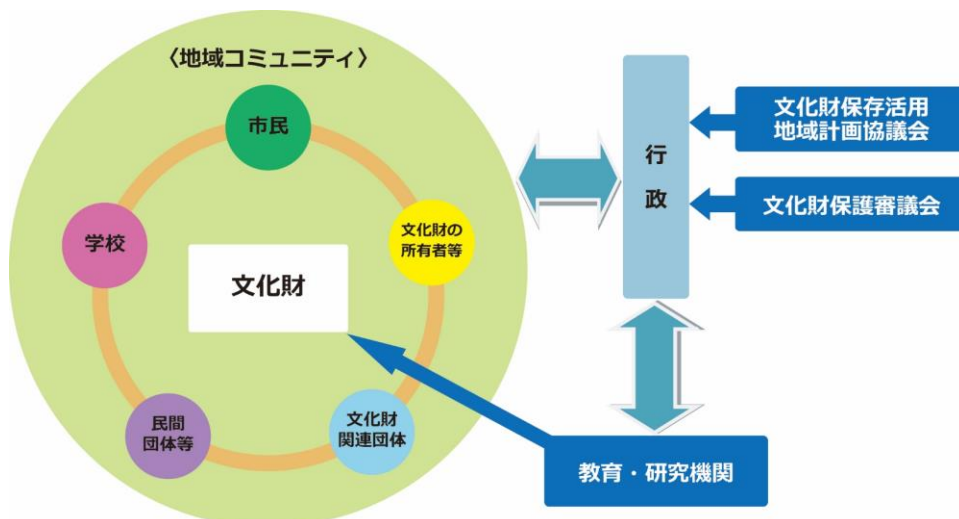 〈地域コミュニティ〉
市民
学校
文化財の
所有者等
文化財
民間
団体等
文化財
関連団体
行
政
文化財保存活用
地域計画協議会
文化財保護審議会
教育・研究機関